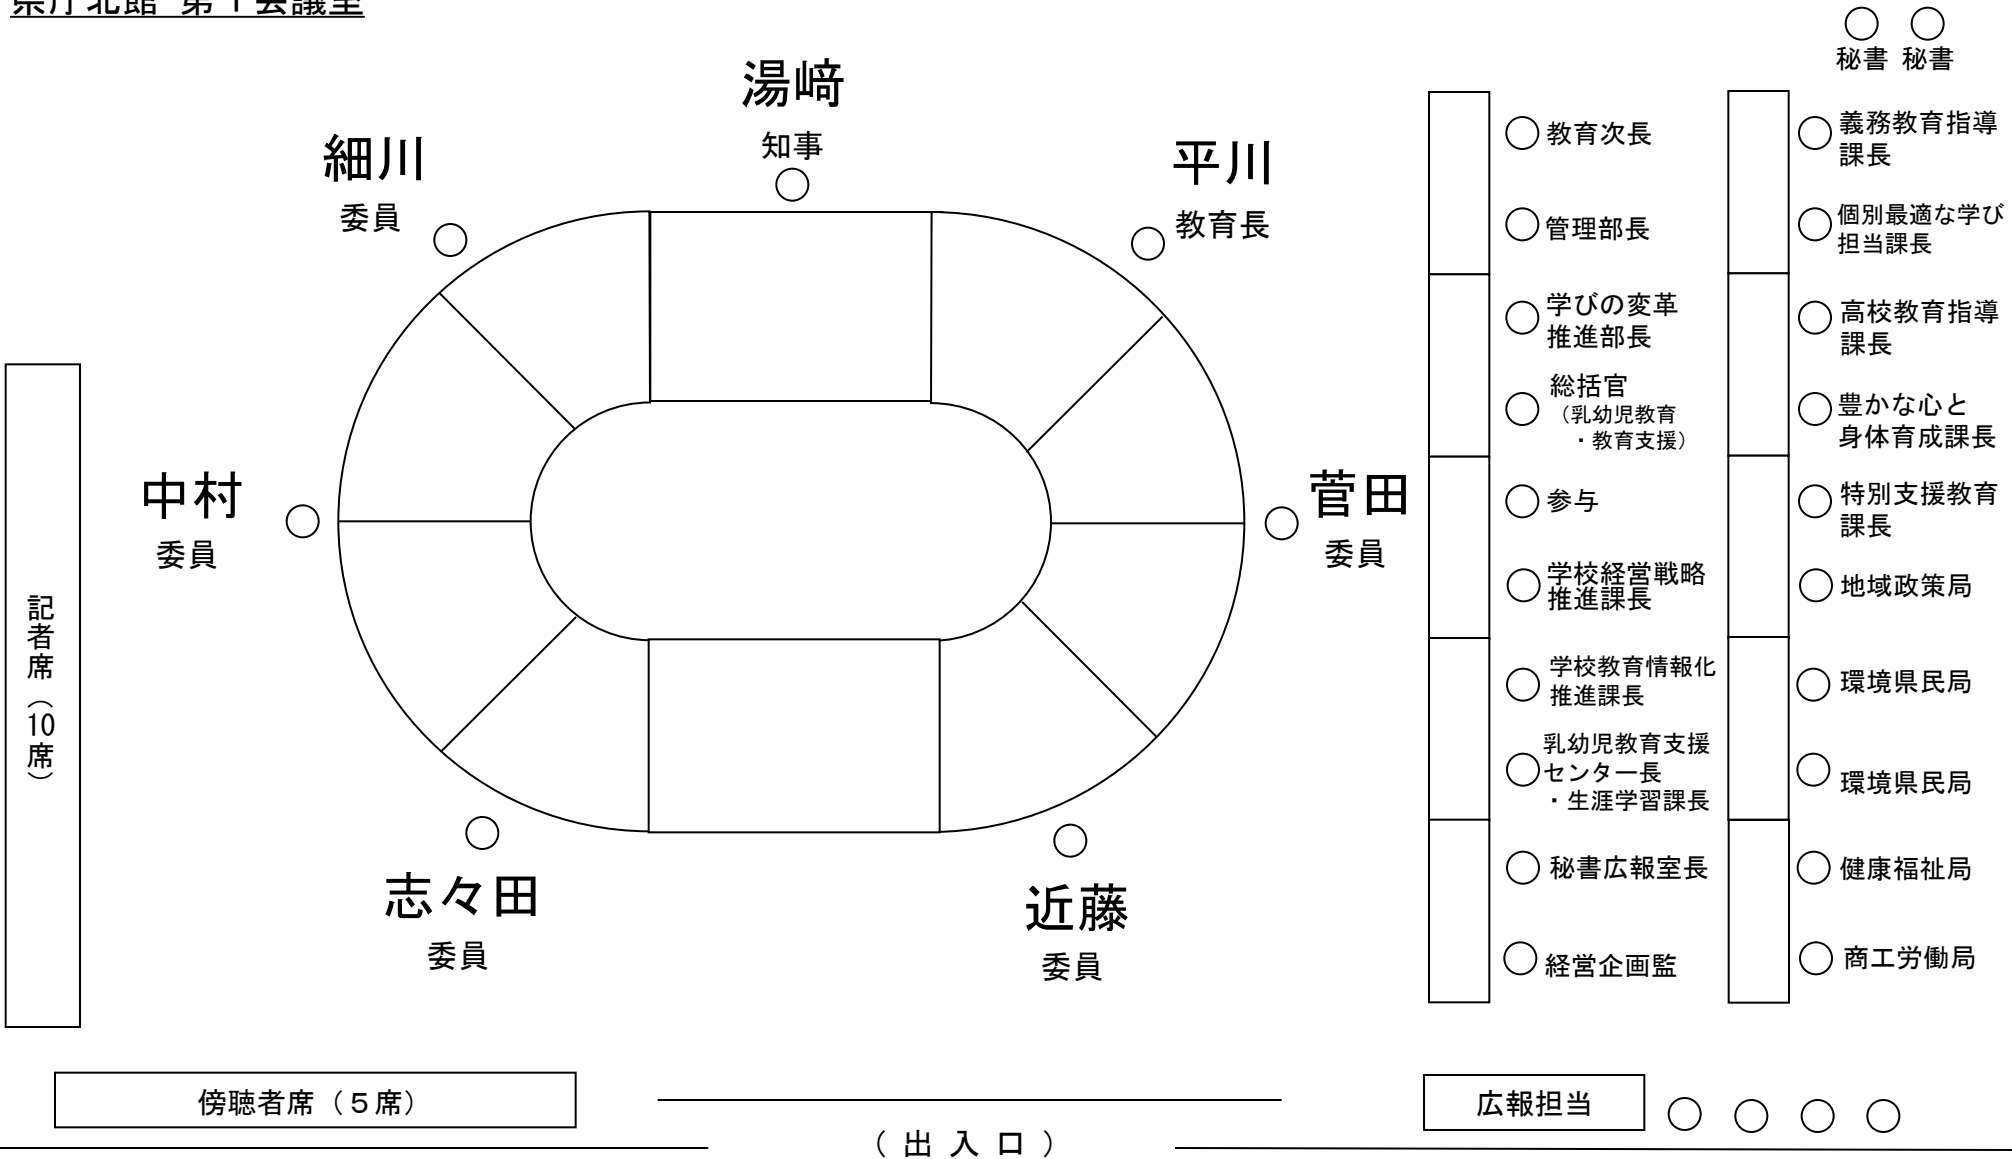 県庁北館 第1会議室
秘書 秘書
湯﨑
知事
細川
委員
平川
教育長
中村
委員
菅田
委員
志々田
委員
近藤
委員
記者席（10席）
教育次長
管理部長
学びの変革
推進部長
総括官
（乳幼児教育
・教育支援）
参与
学校経営戦略
推進課長
学校教育情報化
推進課長
乳幼児教育支援
センター長
・生涯学習課長
秘書広報室長
経営企画監
義務教育指導
課長
個別最適な学び
担当課長
高校教育指導
課長
豊かな心と
身体育成課長
特別支援教育
課長
地域政策局
環境県民局
環境県民局
健康福祉局
商工労働局
傍聴者席（５席）
広報担当
（ 出 入 口 ）